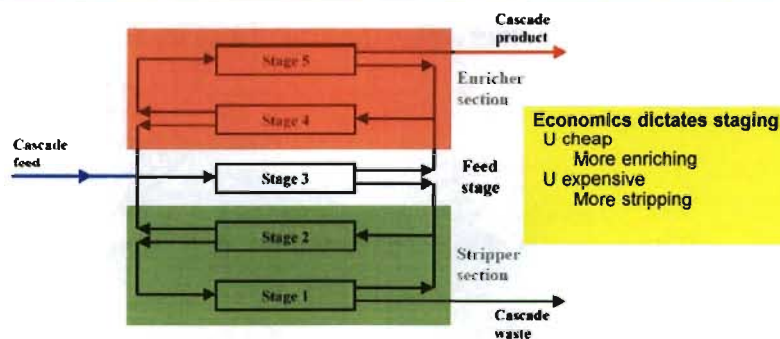 Cascade
product
Stage 5
Enricher
section
Stage 4
Cascade
feed
Stage 3
Feed
stage
Stage 2
Stripper
section
Stage 1
Cascade
waste
Economics dictates staging
U cheap
More enriching
U expensive
More stripping